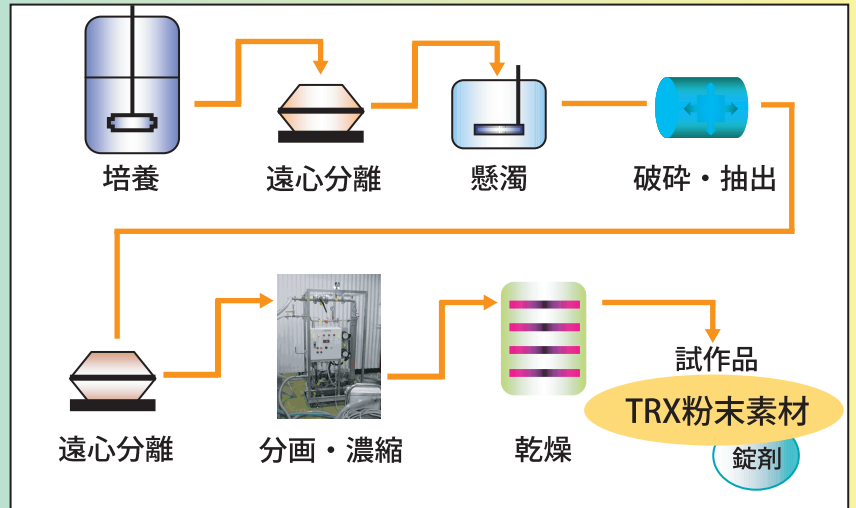 培養
遠心分離
懸濁
破砕・抽出
遠心分離
分画・濃縮
乾燥
試作品
TRX粉末素材
錠剤